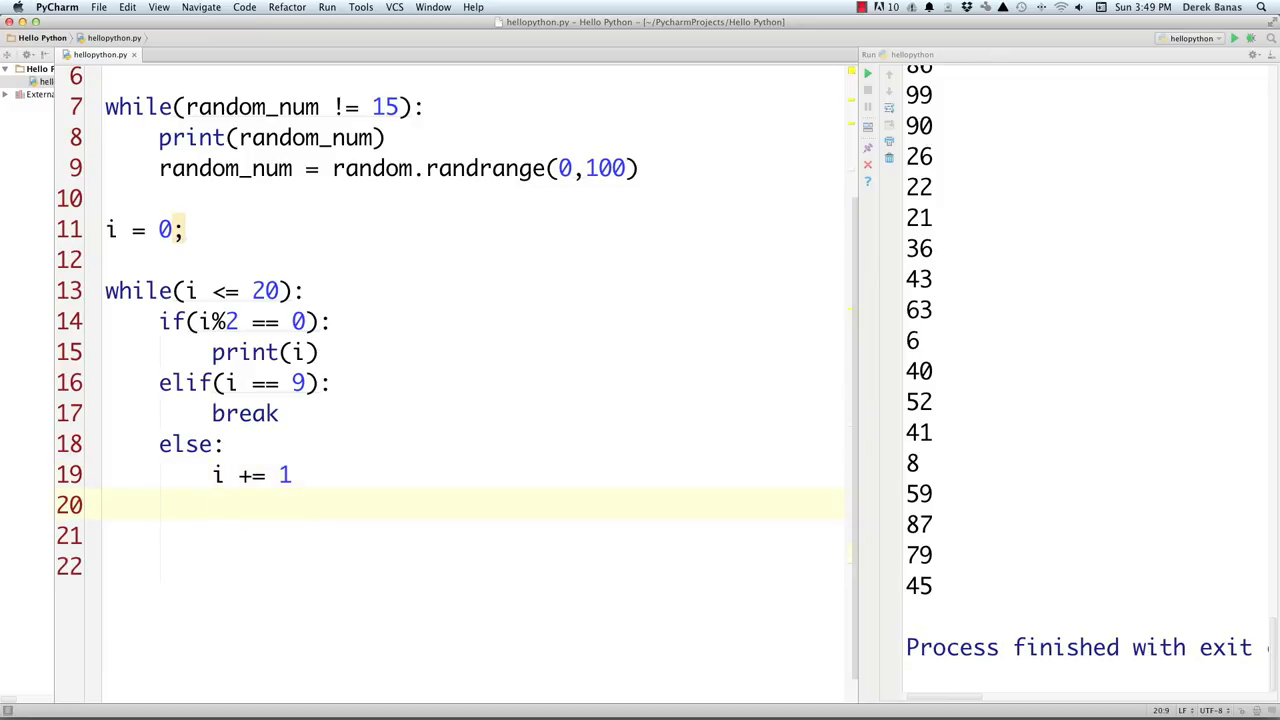 PyCharm File Edit View Navigate Code Refactor Run Tools VCS Window Help 10 Sun 3:49 PM Derek Banas
hellopython.py – Hello Python – [~/PycharmProjects/Hello Python]
Hello Python hellopython.py hellopython
Hello P
hell
Extern
hellopython.py
6
7 while(random_num != 15):
8 print(random_num)
9 random_num = random.randrange(0,100)
10
11 i = 0;
12
13 while(i <= 20):
14 if(i%2 == 0):
15 print(i)
16 elif(i == 9):
17 break
18 else:
19 i += 1
20
21
22
Run hellopython
86
99
90
26
22
21
36
43
63
6
40
52
41
8
59
87
79
45
Process finished with exit
20:9 LF UTF-8